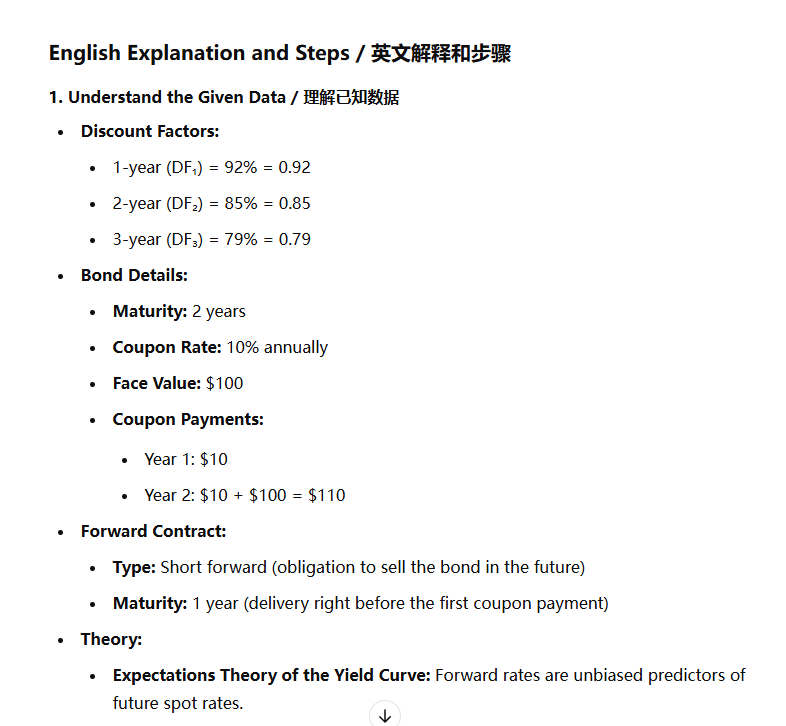 English Explanation and Steps / 英文解释和步骤
1. Understand the Given Data / 理解已知数据
• Discount Factors:
• 1-year (DF₁) = 92% = 0.92
• 2-year (DF₂) = 85% = 0.85
• 3-year (DF₃) = 79% = 0.79
• Bond Details:
• Maturity: 2 years
• Coupon Rate: 10% annually
• Face Value: $100
• Coupon Payments:
• Year 1: $10
• Year 2: $10 + $100 = $110
• Forward Contract:
• Type: Short forward (obligation to sell the bond in the future)
• Maturity: 1 year (delivery right before the first coupon payment)
• Theory:
• Expectations Theory of the Yield Curve: Forward rates are unbiased predictors of
future spot rates.